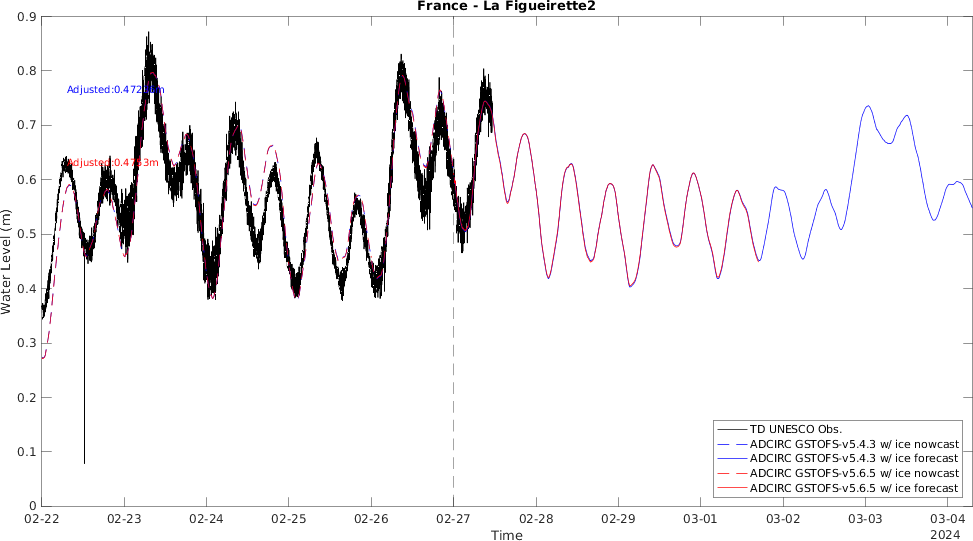 France - La Figueirette2
0.9
0.8
0.7
0.6
0.5
0.4
0.3
0.2
0.1
0
Water Level (m)
Adjusted:0.47
Adjusted:0.4763m
TD UNESCO Obs.
ADCIRC GSTOFS-v5.4.3 w/ ice nowcast
ADCIRC GSTOFS-v5.4.3 w/ ice forecast
ADCIRC GSTOFS-v5.6.5 w/ ice nowcast
ADCIRC GSTOFS-v5.6.5 w/ ice forecast
02-22 02-23 02-24 02-25 02-26 02-27 02-28 02-29 03-01 03-02 03-03 03-04
Time 2024